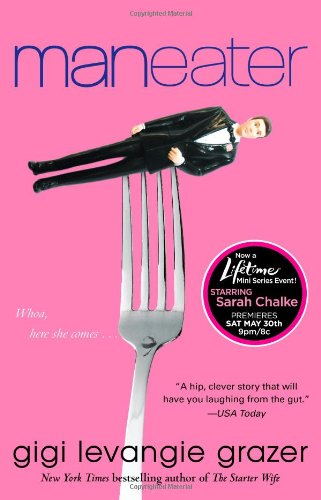 maneater
Now a
Lifetime
Mini Series Event!
STARRING
Sarah Chalke
PREMIERES
SAT MAY 30th
9pm/8c
Whoa,
here she comes . . .
"A hip, clever story that will
have you laughing from the gut."
—USA Today
gigi levangie grazer
New York Times bestselling author of The Starter Wife